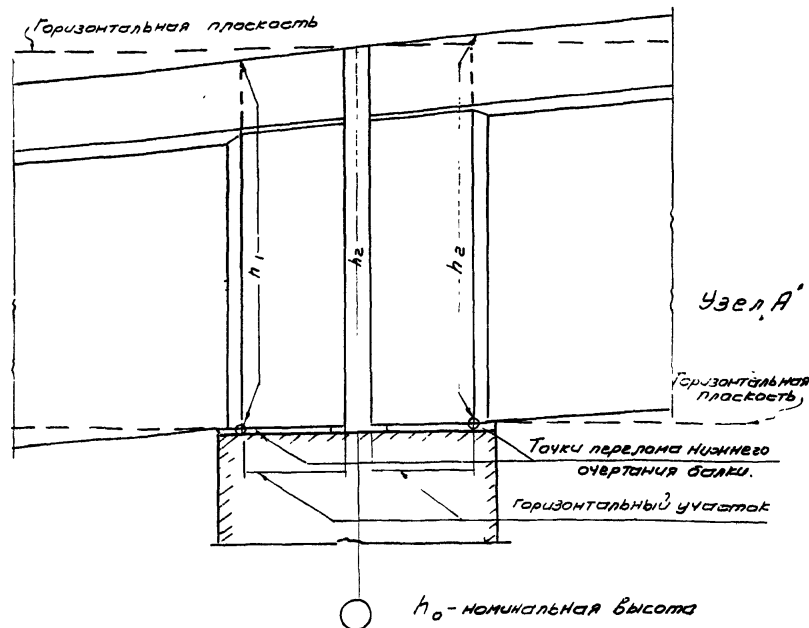 Горизонтальная плоскость
h₁
h₂
h₂
Узел „А"
Горизонтальная
плоскость
Точки перелома нижнего
очертания балки.
Горизонтальный участок
h₀ - номинальная высота